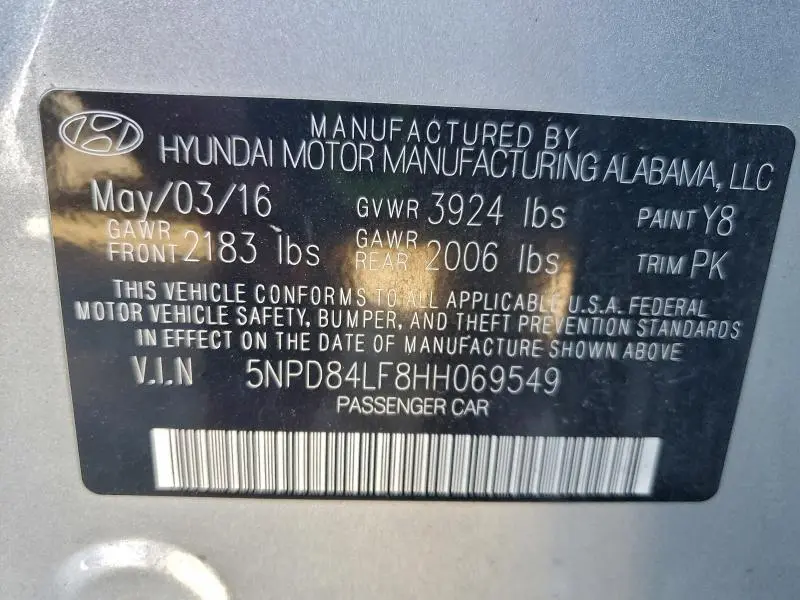 MANUFACTURED BY
HYUNDAI MOTOR MANUFACTURING ALABAMA, LLC
May/03/16 GVWR 3924 lbs PAINT Y8
GAWR FRONT 2183 lbs GAWR REAR 2006 lbs TRIM PK
THIS VEHICLE CONFORMS TO ALL APPLICABLE U.S.A. FEDERAL
MOTOR VEHICLE SAFETY, BUMPER, AND THEFT PREVENTION STANDARDS
IN EFFECT ON THE DATE OF MANUFACTURE SHOWN ABOVE
V.I.N 5NPD84LF8HH069549
PASSENGER CAR